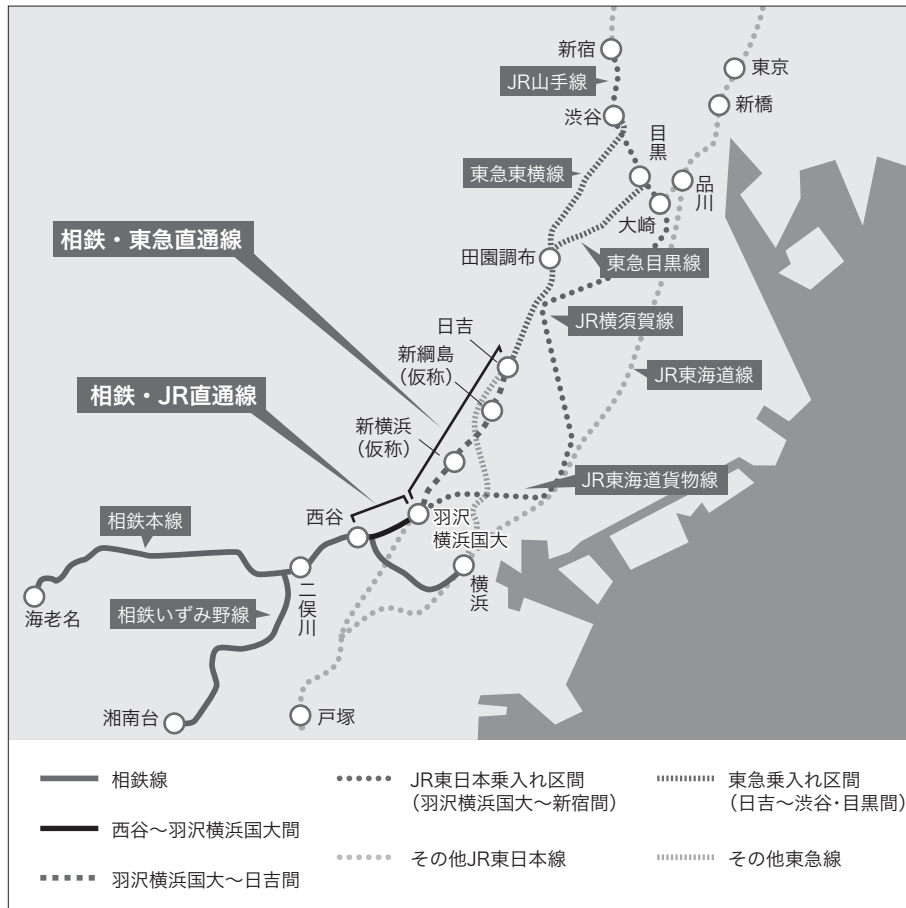 新宿
東京
JR山手線
新橋
渋谷
目黒
東急東横線
品川
大崎
相鉄・東急直通線
田園調布
東急目黒線
JR横須賀線
日吉
新綱島
（仮称）
JR東海道線
相鉄・JR直通線
新横浜
（仮称）
JR東海道貨物線
西谷
羽沢
横浜国大
相鉄本線
二俣川
横浜
海老名
相鉄いずみ野線
湘南台
戸塚
相鉄線
西谷～羽沢横浜国大間
羽沢横浜国大～日吉間
JR東日本乗入れ区間
（羽沢横浜国大～新宿間）
その他JR東日本線
東急乗入れ区間
（日吉～渋谷・目黒間）
その他東急線